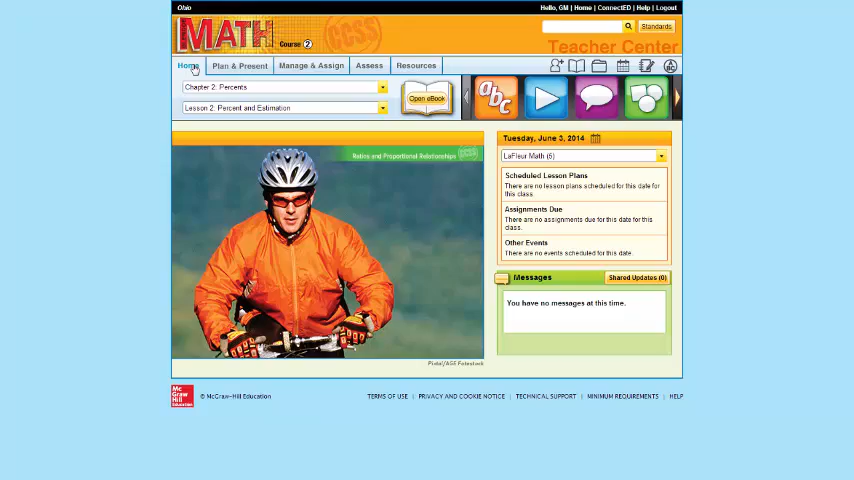 Ohio
Hello, GM | Home | ConnectED | Help | Logout
MATH
Course 2
CCSS
Standards
Teacher Center
Home
Plan & Present
Manage & Assign
Assess
Resources
Chapter 2: Percents
Lesson 2: Percent and Estimation
Open eBook
abc
Tuesday, June 3, 2014
LaFleur Math (6)
Ratios and Proportional Relationships CCSS
Scheduled Lesson Plans
There are no lesson plans scheduled for this date for
this class.
Assignments Due
There are no assignments due for this date for this
class.
Other Events
There are no events scheduled for this date.
Messages
Shared Updates (0)
You have no messages at this time.
Pixtal/AGE Fotostock
Mc
Graw
Hill
Education
© McGraw-Hill Education
TERMS OF USE | PRIVACY AND COOKIE NOTICE | TECHNICAL SUPPORT | MINIMUM REQUIREMENTS | HELP